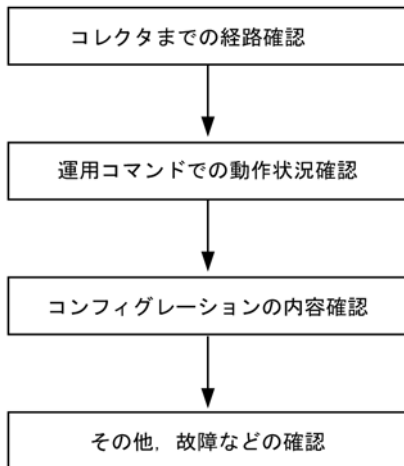 コレクタまでの経路確認
運用コマンドでの動作状況確認
コンフィグレーションの内容確認
その他，故障などの確認